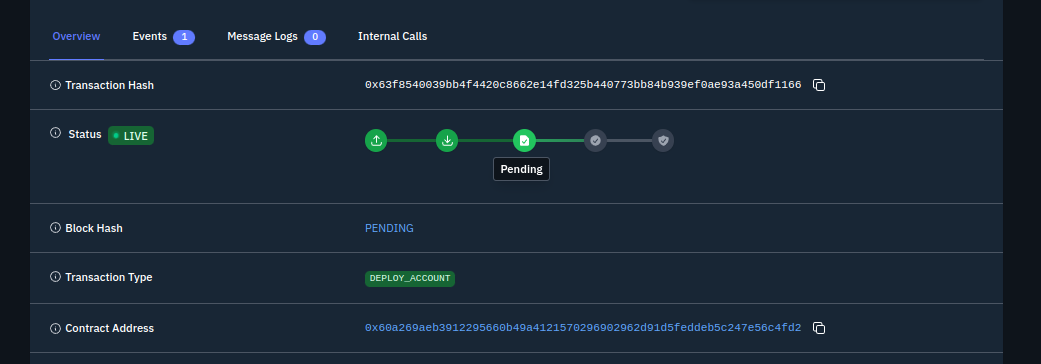 Overview Events 1 Message Logs 0 Internal Calls
Transaction Hash 0x63f8540039bb4f4420c8662e14fd325b440773bb84b939ef0ae93a450df1166
Status LIVE
Pending
Block Hash PENDING
Transaction Type DEPLOY_ACCOUNT
Contract Address 0x60a269aeb3912295660b49a4121570296902962d91d5feddeb5c247e56c4fd2